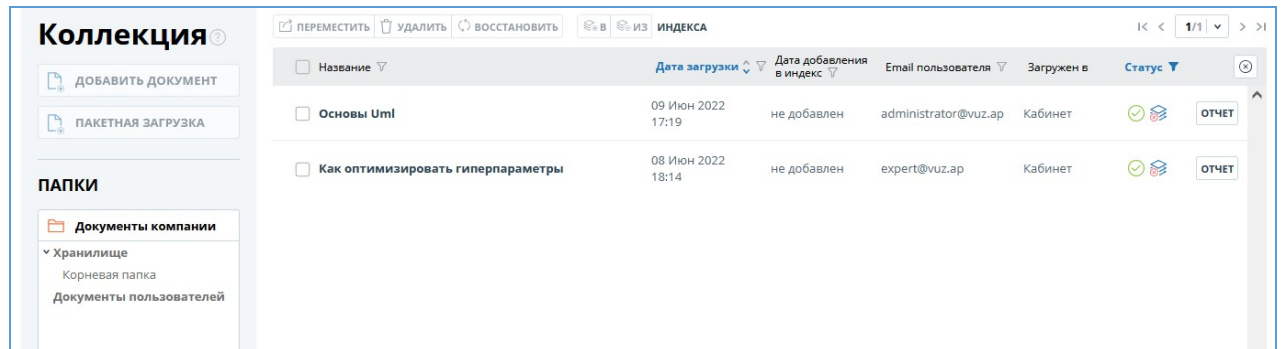 Коллекция
ДОБАВИТЬ ДОКУМЕНТ
ПАКЕТНАЯ ЗАГРУЗКА
ПАПКИ
Документы компании
Хранилище
Корневая папка
Документы пользователей
ПЕРЕМЕСТИТЬ УДАЛИТЬ ВОССТАНОВИТЬ В ИЗ ИНДЕКСА 1/1
Название Дата загрузки Дата добавления в индекс Email пользователя Загружен в Статус
Основы Uml 09 Июн 2022 17:19 не добавлен administrator@vuz.ap Кабинет ОТЧЕТ
Как оптимизировать гиперпараметры 08 Июн 2022 18:14 не добавлен expert@vuz.ap Кабинет ОТЧЕТ